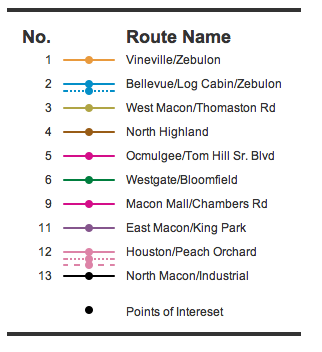 No. Route Name
1 Vineville/Zebulon
2 Bellevue/Log Cabin/Zebulon
3 West Macon/Thomaston Rd
4 North Highland
5 Ocmulgee/Tom Hill Sr. Blvd
6 Westgate/Bloomfield
9 Macon Mall/Chambers Rd
11 East Macon/King Park
12 Houston/Peach Orchard
13 North Macon/Industrial
Points of Intereset